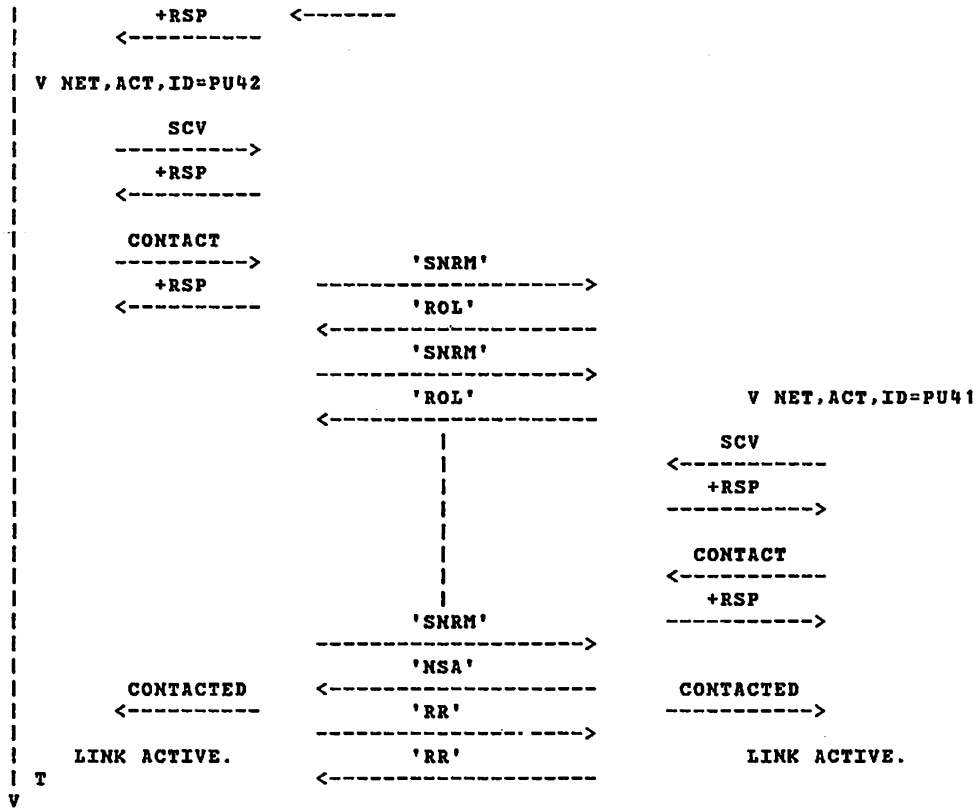 +RSP
V NET,ACT,ID=PU42
SCV
+RSP
CONTACT
'SNRM'
+RSP
'ROL'
'SNRM'
'ROL' V NET,ACT,ID=PU41
SCV
+RSP
CONTACT
+RSP
'SNRM'
'NSA'
CONTACTED CONTACTED
'RR'
LINK ACTIVE. 'RR' LINK ACTIVE.
T
V